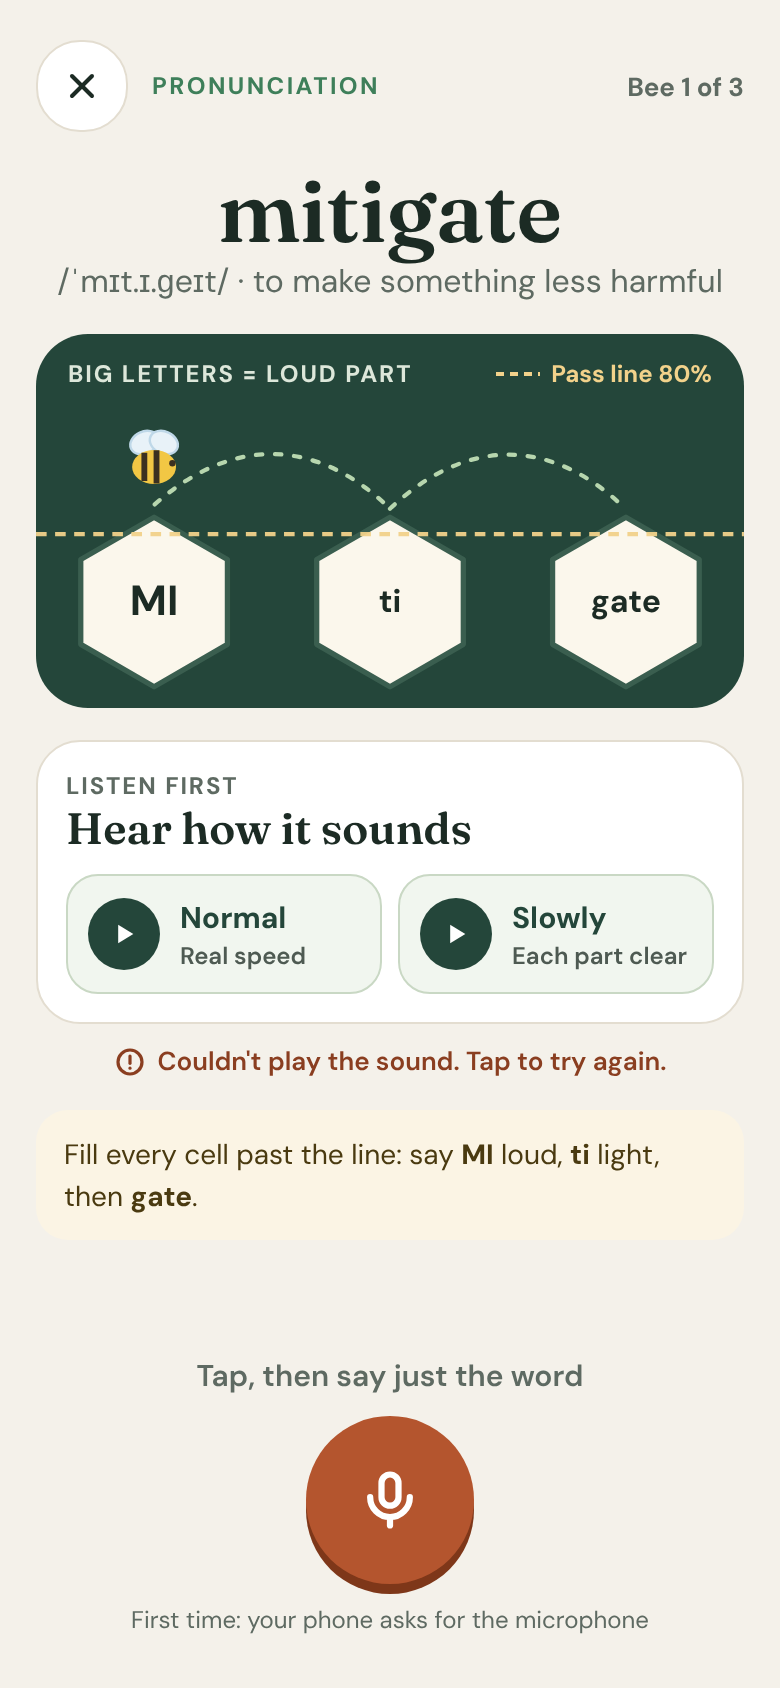 PRONUNCIATION
Bee 1 of 3
mitigate
/ˈmɪt.ɪ.ɡeɪt/ · to make something less harmful
BIG LETTERS = LOUD PART
Pass line 80%
MI
ti
gate
LISTEN FIRST
Hear how it sounds
Normal
Real speed
Slowly
Each part clear
Couldn't play the sound. Tap to try again.
Fill every cell past the line: say MI loud, ti light,
then gate.
Tap, then say just the word
First time: your phone asks for the microphone